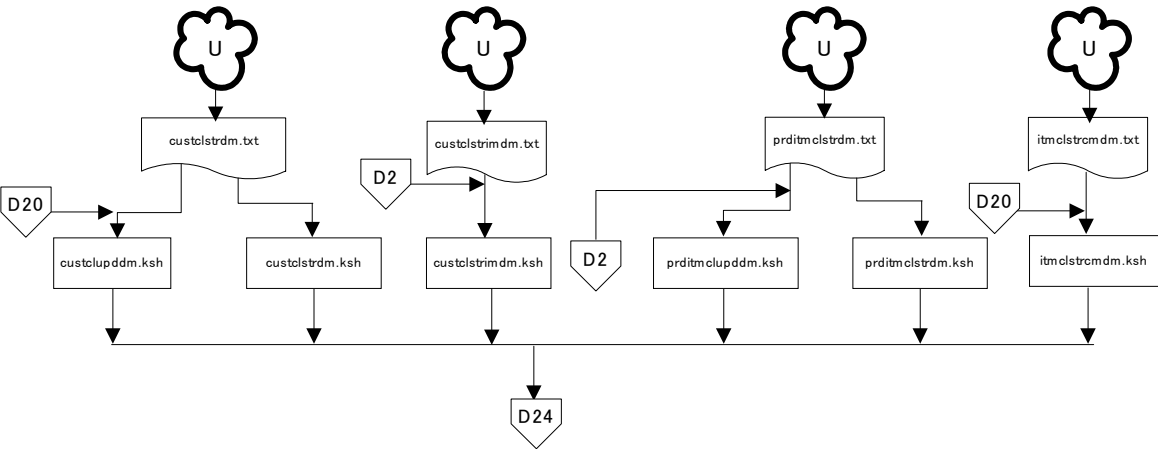 U
U
U
U
custclstrdm.txt
custclstrimdm.txt
prditmclstrdm.txt
itmclstrcmdm.txt
D20
D2
D2
D20
custclupddm.ksh
custclstrdm.ksh
custclstrimdm.ksh
prditmclupddm.ksh
prditmclstrdm.ksh
itmclstrcmdm.ksh
D24